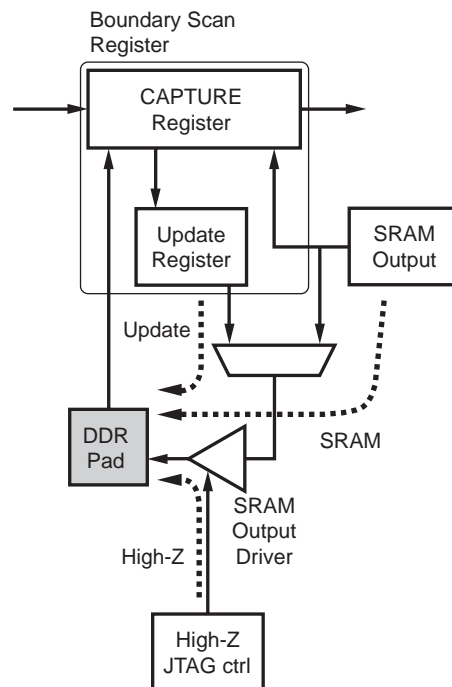 Boundary Scan
Register
CAPTURE
Register
Update
Register
SRAM
Output
Update
SRAM
DDR
Pad
SRAM
Output
Driver
High-Z
High-Z
JTAG ctrl